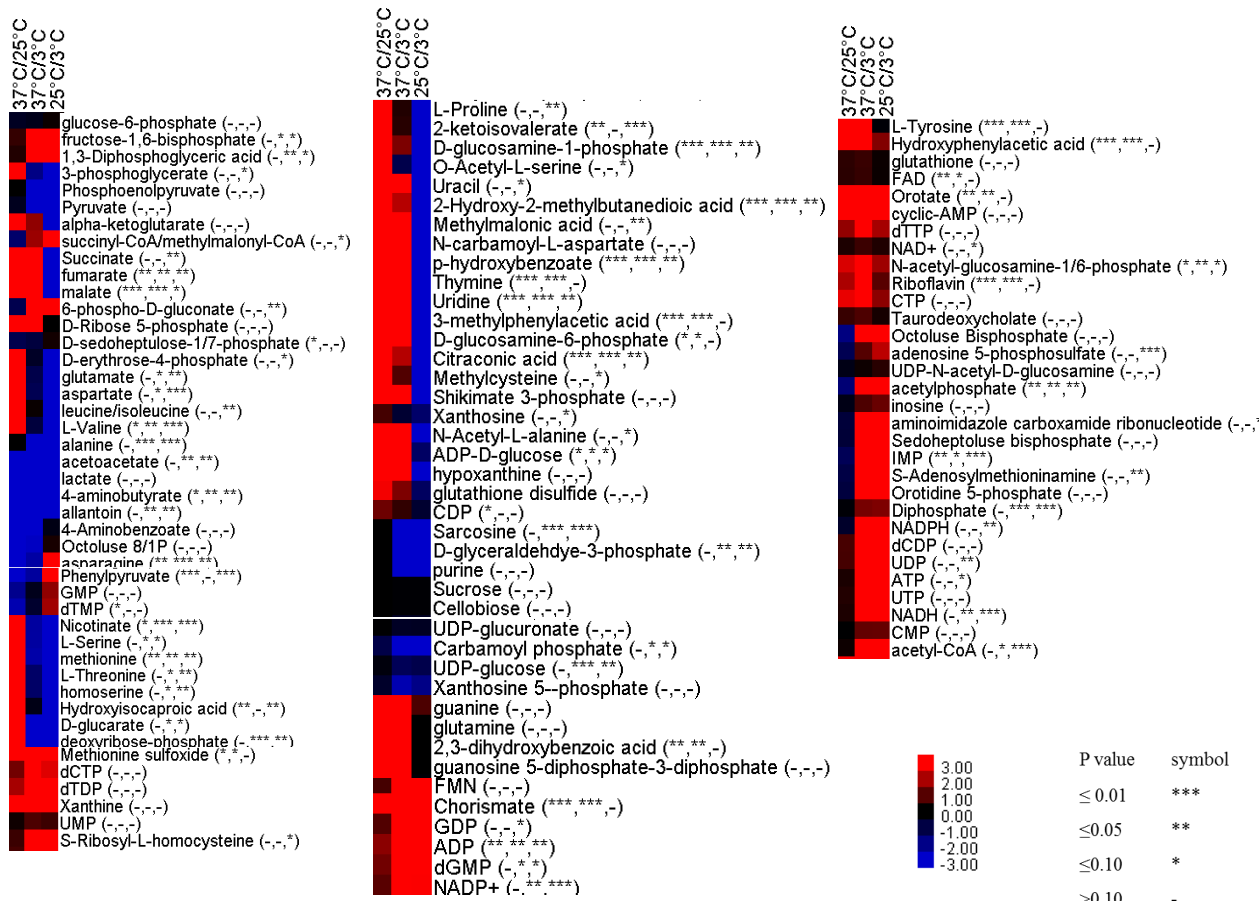 37°C/25°C
37°C/3°C
25°C/3°C
glucose-6-phosphate (-,-,-)
fructose-1,6-bisphosphate (-,*,*)
1,3-Diphosphoglyceric acid (-,**,*)
3-phosphoglycerate (-,-,*)
Phosphoenolpyruvate (-,-,-)
Pyruvate (-,-,-)
alpha-ketoglutarate (-,-,-)
succinyl-CoA/methylmalonyl-CoA (-,-,*)
Succinate (-,-,**)
fumarate (**,**,**)
malate (***,***,*)
6-phospho-D-gluconate (-,-,**)
D-Ribose 5-phosphate (-,-,-)
D-sedoheptulose-1/7-phosphate (*,-,-)
D-erythrose-4-phosphate (-,-,*)
glutamate (-,*,**)
aspartate (-,*,***)
leucine/isoleucine (-,-,**)
L-Valine (*,**,***)
alanine (-,***,***)
acetoacetate (-,**,**)
lactate (-,-,-)
4-aminobutyrate (*,**,**)
allantoin (-,**,**)
4-Aminobenzoate (-,-,-)
Octoluse 8/1P (-,-,-)
asparagine (**,***,**)
Phenylpyruvate (***,-,***)
GMP (-,-,-)
dTMP (*,-,-)
Nicotinate (*,***,***)
L-Serine (-,*,*)
methionine (**,**,**)
L-Threonine (-,*,**)
homoserine (-,*,**)
Hydroxyisocaproic acid (**,-,**)
D-glucarate (-,*,*)
deoxyribose-phosphate (-,***,**)
Methionine sulfoxide (*,*,-)
dCTP (-,-,-)
dTDP (-,-,-)
Xanthine (-,-,-)
UMP (-,-,-)
S-Ribosyl-L-homocysteine (-,-,*)
37°C/25°C
37°C/3°C
25°C/3°C
L-Proline (-,-,**)
2-ketoisovalerate (**,-,***)
D-glucosamine-1-phosphate (***,***,**)
O-Acetyl-L-serine (-,-,*)
Uracil (-,-,*)
2-Hydroxy-2-methylbutanedioic acid (***,***,**)
Methylmalonic acid (-,-,**)
N-carbamoyl-L-aspartate (-,-,-)
p-hydroxybenzoate (***,***,**)
Thymine (***,***,-)
Uridine (***,***,**)
3-methylphenylacetic acid (***,***,-)
D-glucosamine-6-phosphate (*,*,-)
Citraconic acid (***,***,**)
Methylcysteine (-,-,*)
Shikimate 3-phosphate (-,-,-)
Xanthosine (-,-,*)
N-Acetyl-L-alanine (-,-,*)
ADP-D-glucose (*,*,*)
hypoxanthine (-,-,-)
glutathione disulfide (-,-,-)
CDP (*,-,-)
Sarcosine (-,***,***)
D-glyceraldehdye-3-phosphate (-,**,**)
purine (-,-,-)
Sucrose (-,-,-)
Cellobiose (-,-,-)
UDP-glucuronate (-,-,-)
Carbamoyl phosphate (-,*,*)
UDP-glucose (-,***,**)
Xanthosine 5--phosphate (-,-,-)
guanine (-,-,-)
glutamine (-,-,-)
2,3-dihydroxybenzoic acid (**,**,-)
guanosine 5-diphosphate-3-diphosphate (-,-,-)
FMN (-,-,-)
Chorismate (***,***,-)
GDP (-,-,*)
ADP (**,**,**)
dGMP (-,*,*)
NADP+ (-,**,***)
37°C/25°C
37°C/3°C
25°C/3°C
L-Tyrosine (***,***,-)
Hydroxyphenylacetic acid (***,***,-)
glutathione (-,-,-)
FAD (**,*,-)
Orotate (**,**,-)
cyclic-AMP (-,-,-)
dTTP (-,-,-)
NAD+ (-,-,*)
N-acetyl-glucosamine-1/6-phosphate (*,**,*)
Riboflavin (***,***,-)
CTP (-,-,-)
Taurodeoxycholate (-,-,-)
Octoluse Bisphosphate (-,-,-)
adenosine 5-phosphosulfate (-,-,***)
UDP-N-acetyl-D-glucosamine (-,-,-)
acetylphosphate (**,**,**)
inosine (-,-,-)
aminoimidazole carboxamide ribonucleotide (-,-,*
Sedoheptoluse bisphosphate (-,-,-)
IMP (**,*,***)
S-Adenosylmethioninamine (-,-,**)
Orotidine 5-phosphate (-,-,-)
Diphosphate (-,***,***)
NADPH (-,-,**)
dCDP (-,-,-)
UDP (-,-,**)
ATP (-,-,*)
UTP (-,-,-)
NADH (-,**,***)
CMP (-,-,-)
acetyl-CoA (-,*,***)
3.00
2.00
1.00
0.00
-1.00
-2.00
-3.00
P value symbol
≤ 0.01 ***
≤0.05 **
≤0.10 *
>0.10 -